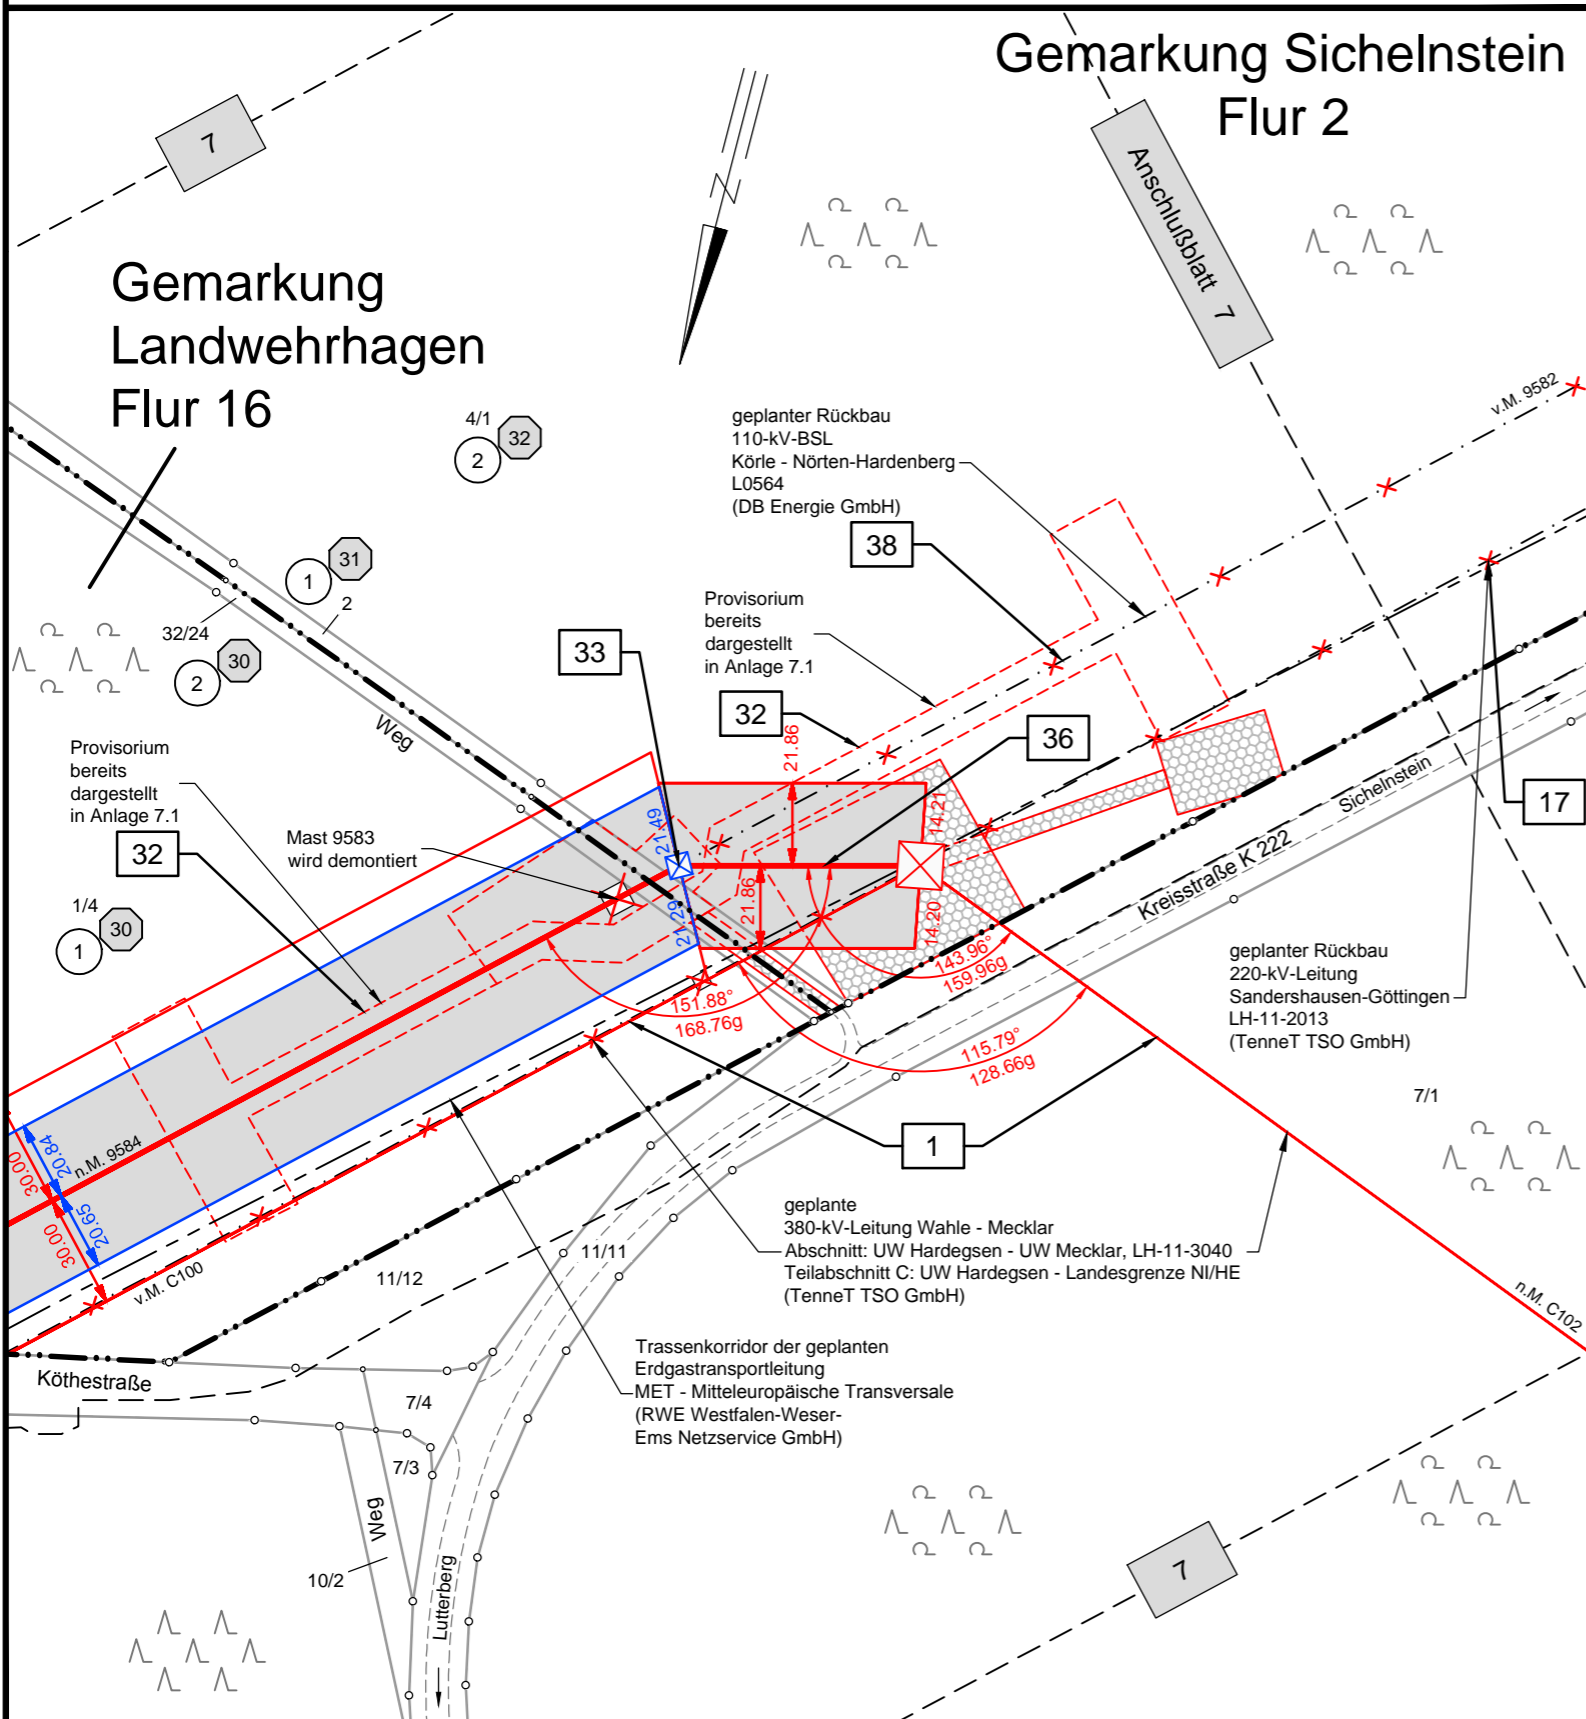 Gemarkung Sichelnstein
Flur 2
7
Anschlußblatt 7
N
Gemarkung
Landwehrhagen
Flur 16
4/1
2
32
geplanter Rückbau
110-kV-BSL
Körle - Nörten-Hardenberg
L0564
(DB Energie GmbH)
v.M. 9582
38
31
1
2
32/24
30
2
33
Provisorium
bereits
dargestellt
in Anlage 7.1
32
36
Weg
21.86
14.21
Sichelnstein
17
Provisorium
bereits
dargestellt
in Anlage 7.1
32
Mast 9583
wird demontiert
21.49
21.29
21.86
14.20
Kreisstraße K 222
1/4
30
1
143.96°
159.96g
151.88°
168.76g
115.79°
128.66g
geplanter Rückbau
220-kV-Leitung
Sandershausen-Göttingen
LH-11-2013
(TenneT TSO GmbH)
7/1
1
n.M. 9584
20.84
30.00
20.65
30.00
v.M. C100
11/12
11/11
geplante
380-kV-Leitung Wahle - Mecklar
Abschnitt: UW Hardegsen - UW Mecklar, LH-11-3040
Teilabschnitt C: UW Hardegsen - Landesgrenze NI/HE
(TenneT TSO GmbH)
n.M. C102
Trassenkorridor der geplanten
Erdgastransportleitung
MET - Mitteleuropäische Transversale
(RWE Westfalen-Weser-
Ems Netzservice GmbH)
Köthestraße
7/4
7/3
Weg
10/2
Lutterberg
7